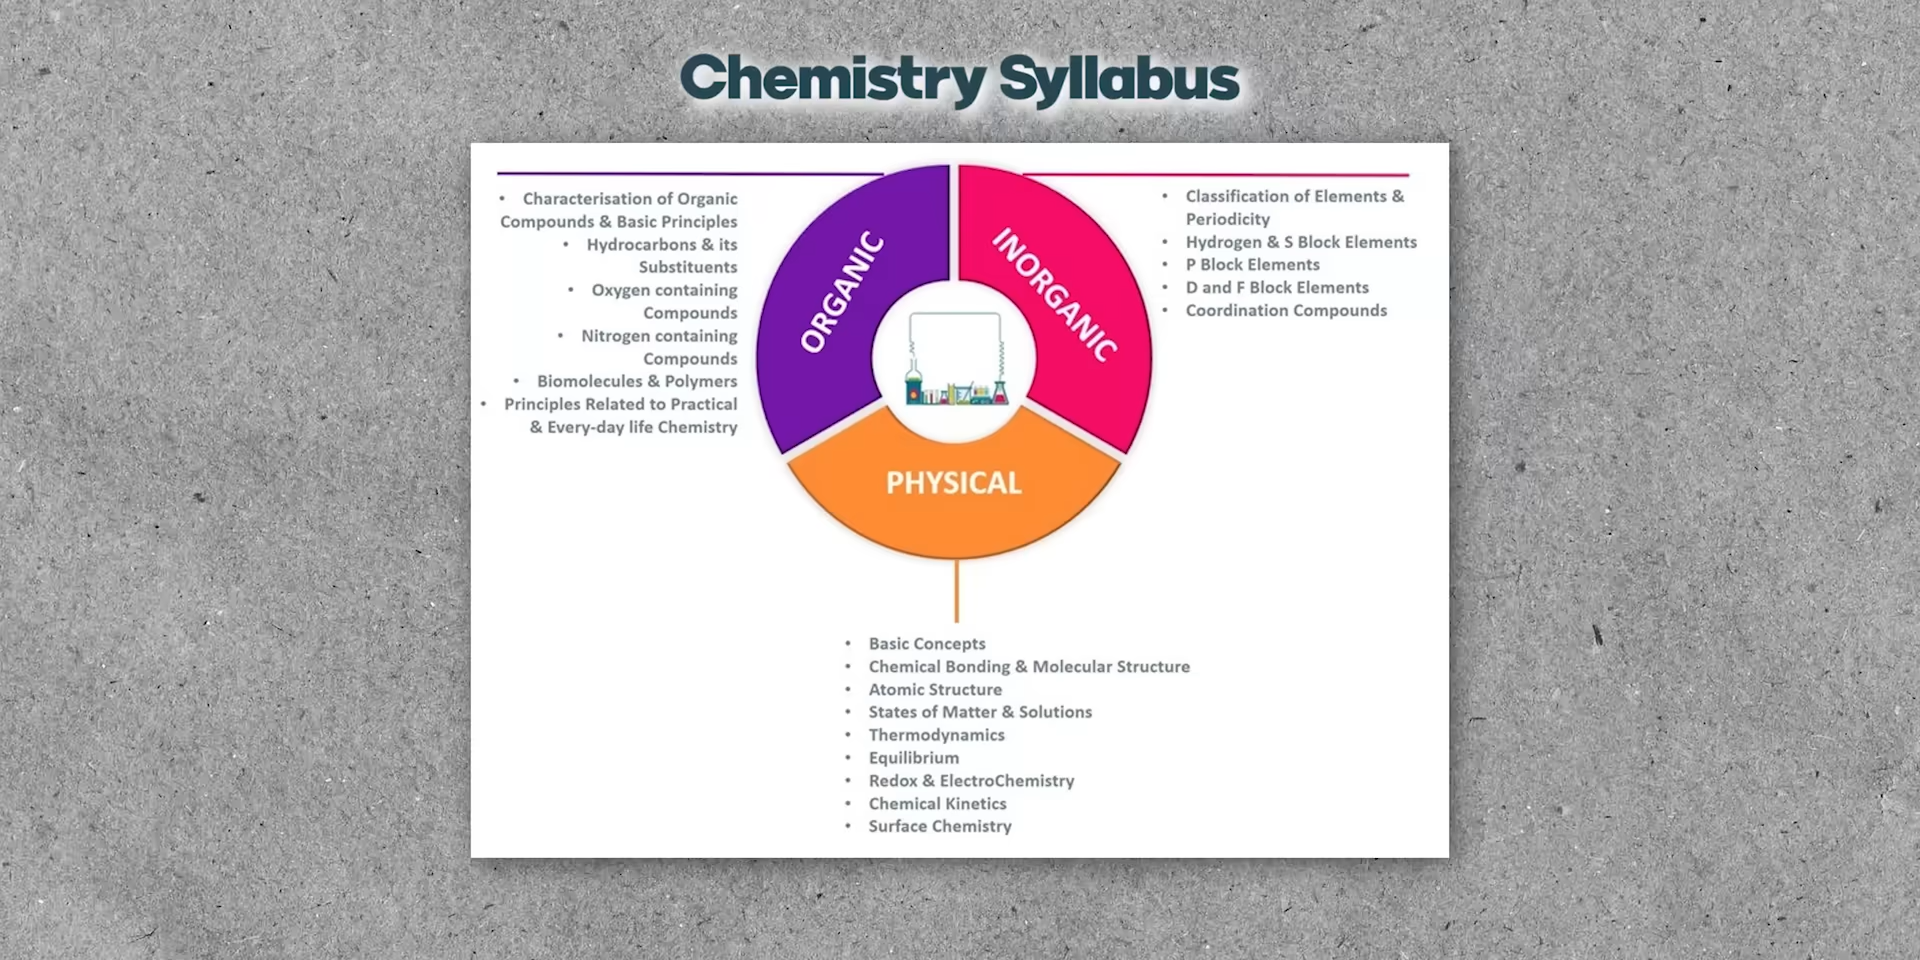 Chemistry Syllabus
ORGANIC
• Characterisation of Organic
Compounds & Basic Principles
• Hydrocarbons & its
Substituents
• Oxygen containing
Compounds
• Nitrogen containing
Compounds
• Biomolecules & Polymers
• Principles Related to Practical
& Every-day life Chemistry
INORGANIC
• Classification of Elements &
Periodicity
• Hydrogen & S Block Elements
• P Block Elements
• D and F Block Elements
• Coordination Compounds
PHYSICAL
• Basic Concepts
• Chemical Bonding & Molecular Structure
• Atomic Structure
• States of Matter & Solutions
• Thermodynamics
• Equilibrium
• Redox & ElectroChemistry
• Chemical Kinetics
• Surface Chemistry